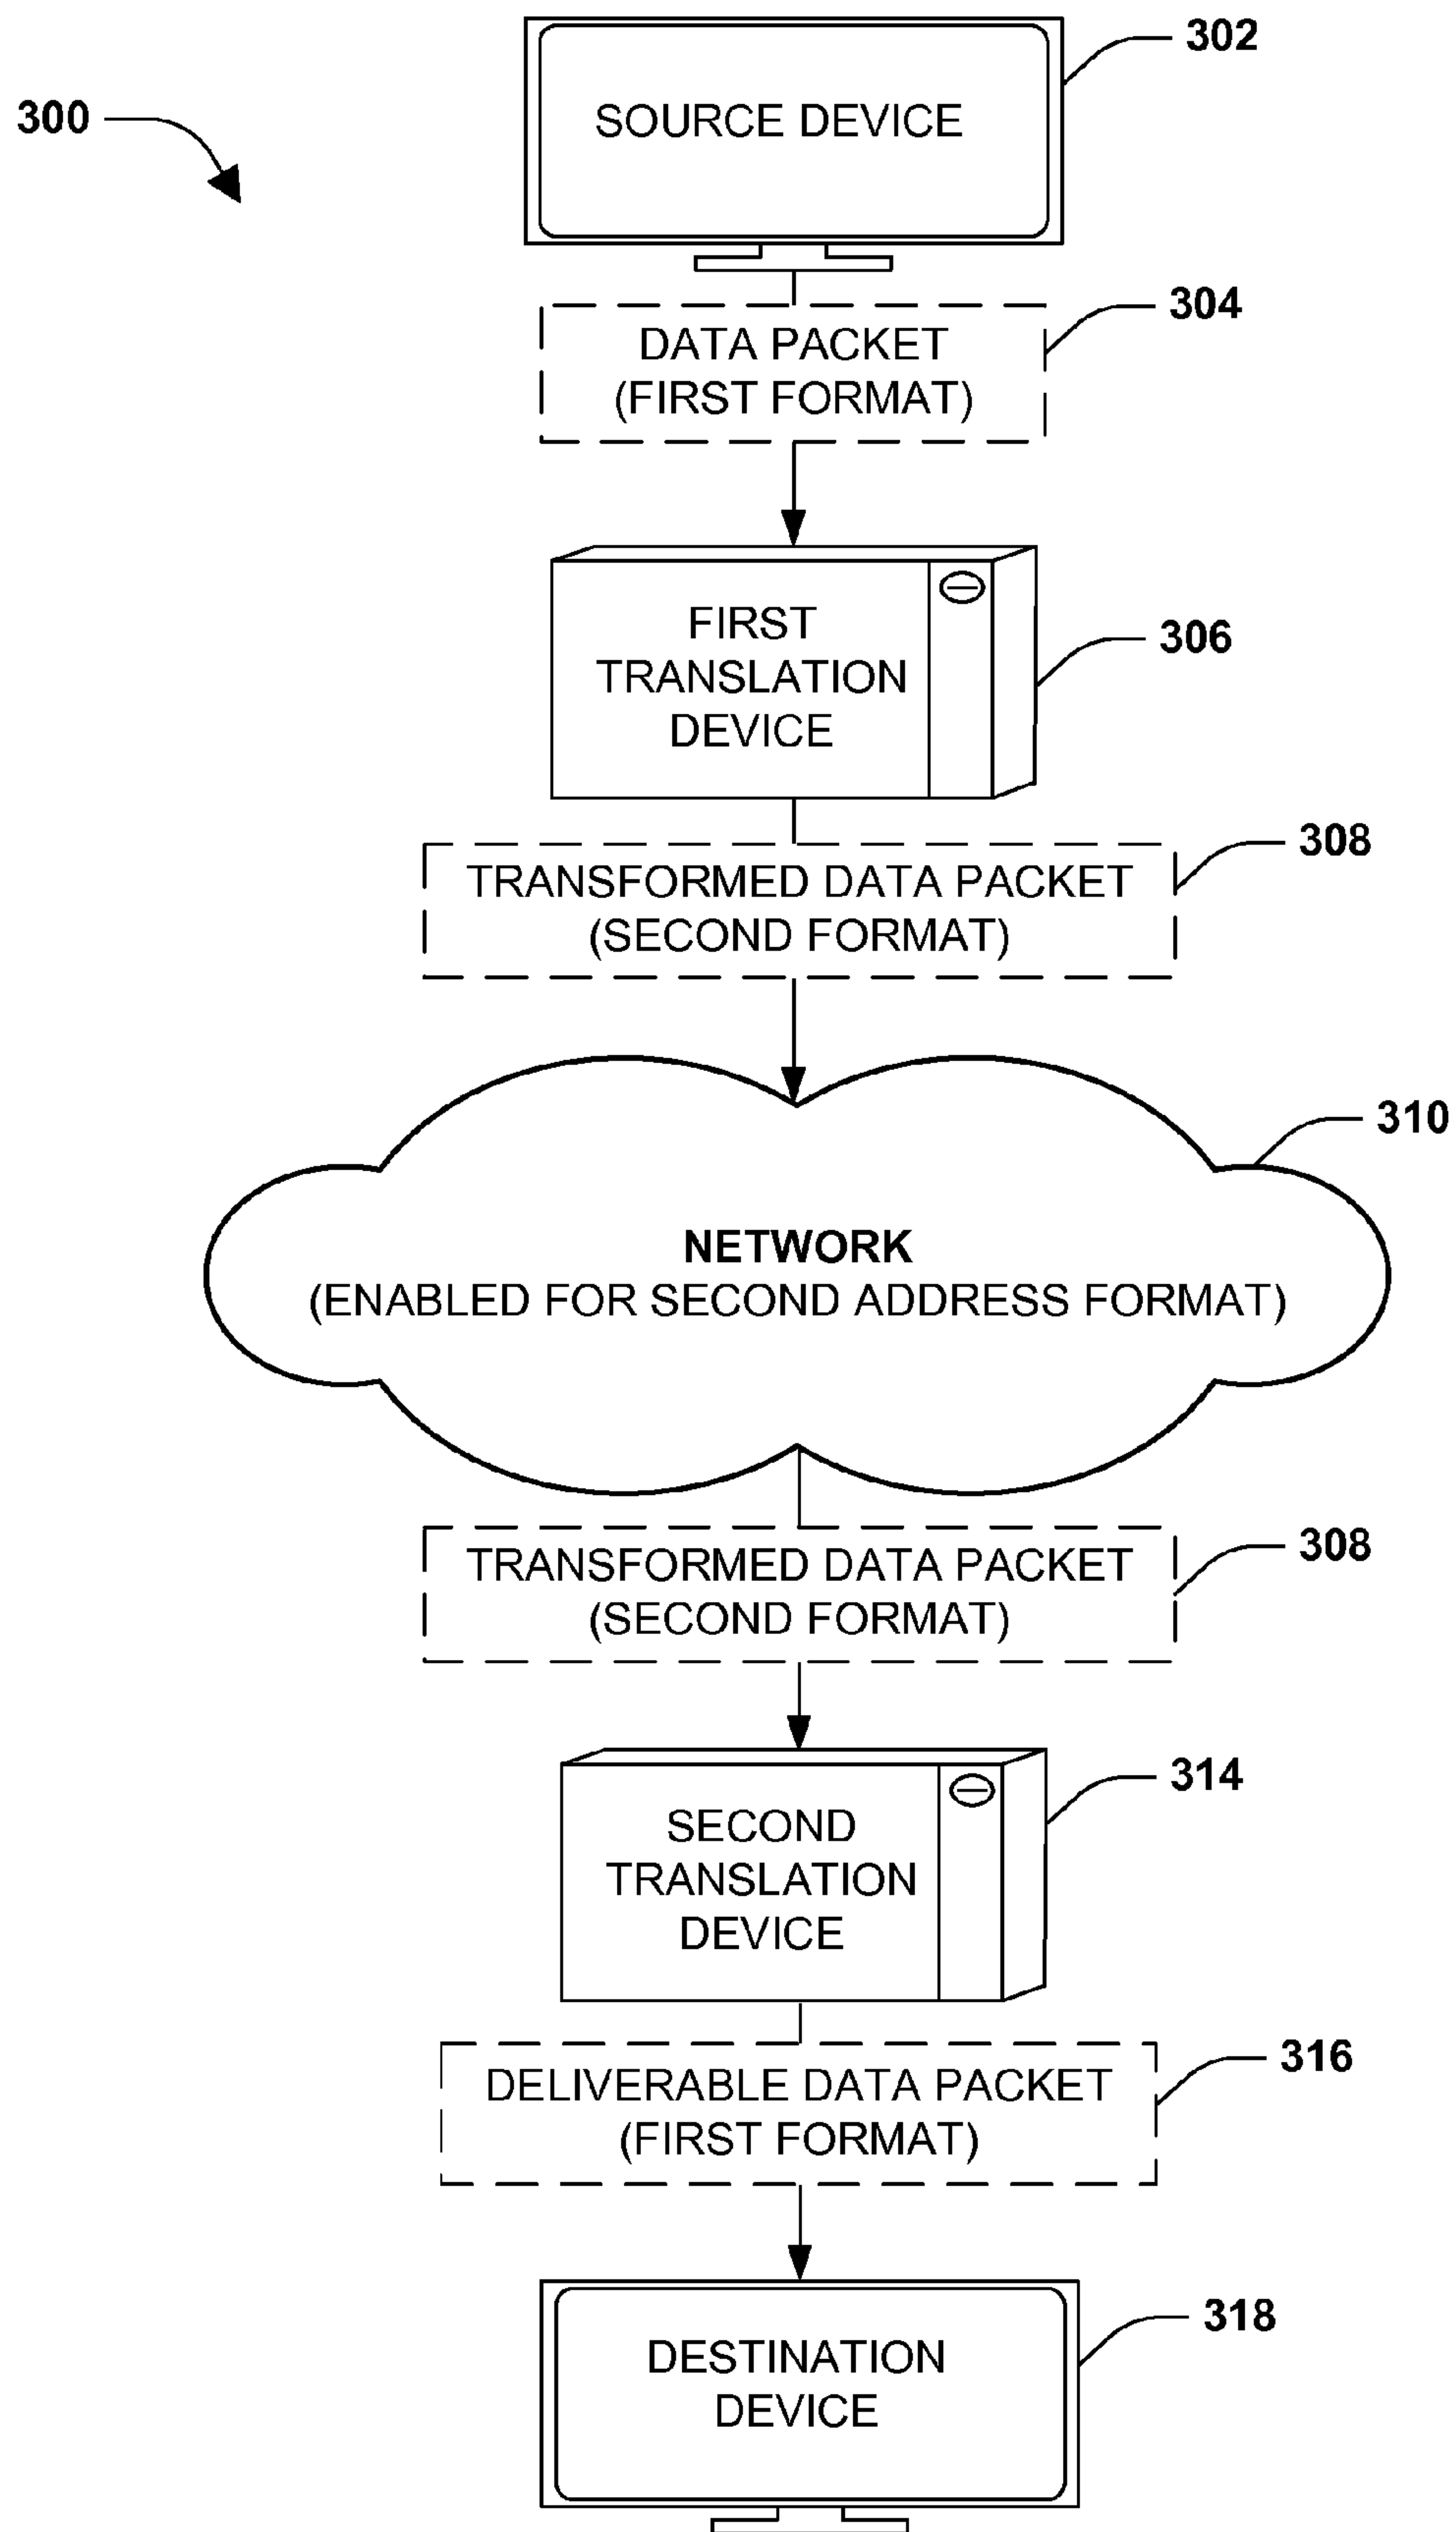 302
300
SOURCE DEVICE
304
DATA PACKET
(FIRST FORMAT)
306
FIRST
TRANSLATION
DEVICE
308
TRANSFORMED DATA PACKET
(SECOND FORMAT)
310
NETWORK
(ENABLED FOR SECOND ADDRESS FORMAT)
308
TRANSFORMED DATA PACKET
(SECOND FORMAT)
314
SECOND
TRANSLATION
DEVICE
316
DELIVERABLE DATA PACKET
(FIRST FORMAT)
318
DESTINATION
DEVICE